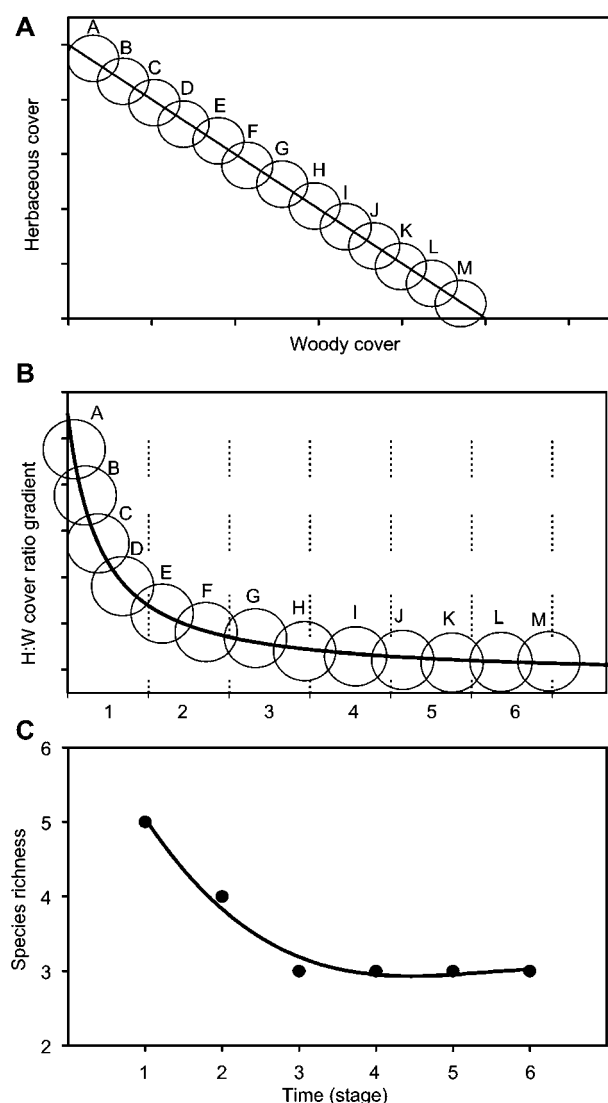 A
A
B
C
D
E
F
G
H
I
J
K
L
M
Herbaceous cover
Woody cover
B
A
B
C
D
E
F
G
H
I
J
K
L
M
H:W cover ratio gradient
1 2 3 4 5 6
C
6
5
4
3
2
Species richness
1 2 3 4 5 6
Time (stage)